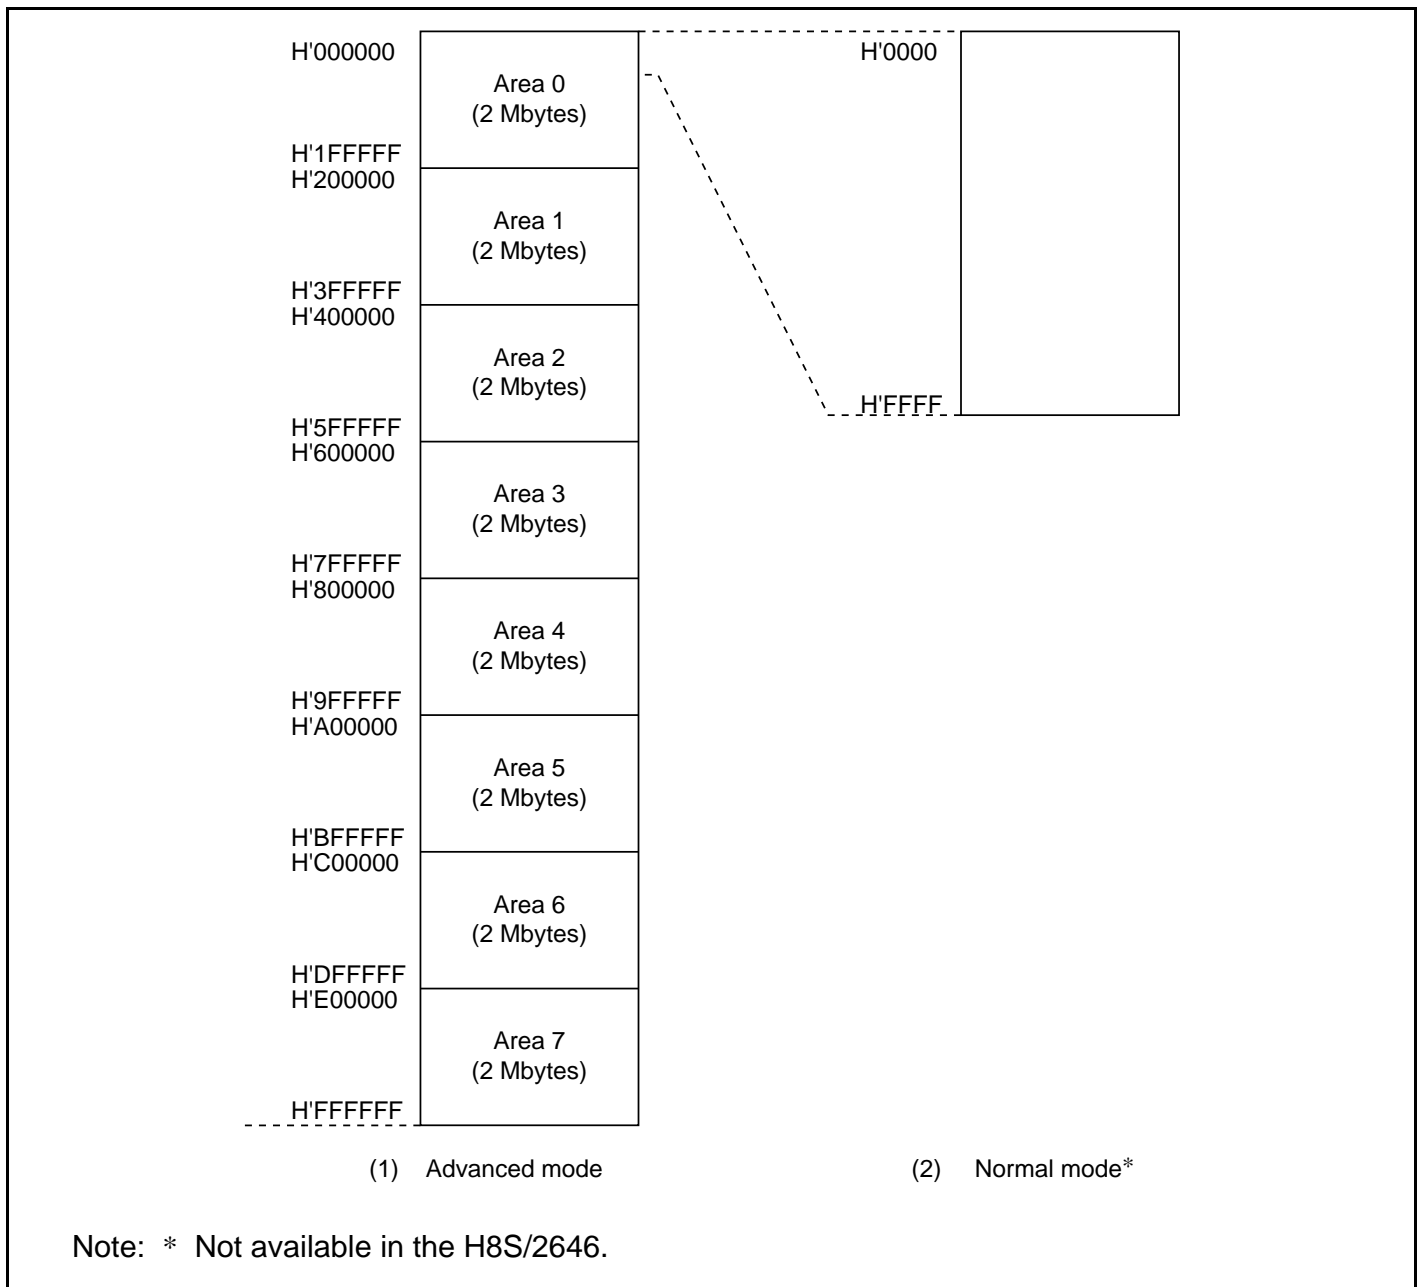 H'000000
Area 0
(2 Mbytes)
H'1FFFFF
H'200000
Area 1
(2 Mbytes)
H'3FFFFF
H'400000
Area 2
(2 Mbytes)
H'5FFFFF
H'600000
Area 3
(2 Mbytes)
H'7FFFFF
H'800000
Area 4
(2 Mbytes)
H'9FFFFF
H'A00000
Area 5
(2 Mbytes)
H'BFFFFF
H'C00000
Area 6
(2 Mbytes)
H'DFFFFF
H'E00000
Area 7
(2 Mbytes)
H'FFFFFF
(1) Advanced mode
H'0000
H'FFFF
(2) Normal mode*
Note: * Not available in the H8S/2646.